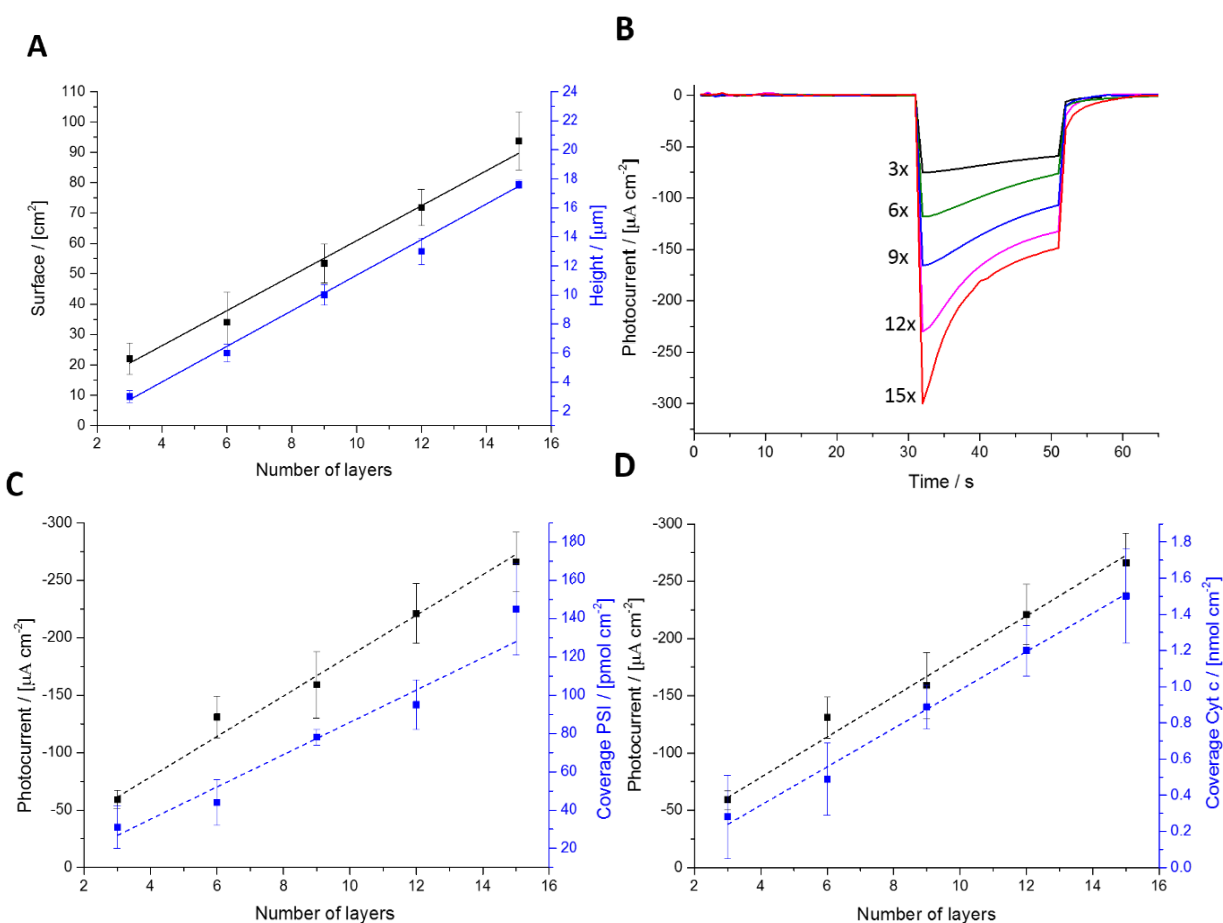 A
Surface / [cm²]
110
100
90
80
70
60
50
40
30
20
10
0
24
22
20
18
16
14
12
10
8
6
4
2
Height / [µm]
2 4 6 8 10 12 14 16
Number of layers
B
Photocurrent / [µA cm⁻²]
0
-50
-100
-150
-200
-250
-300
3x
6x
9x
12x
15x
0 10 20 30 40 50 60
Time / s
C
Photocurrent / [µA cm⁻²]
-300
-250
-200
-150
-100
-50
0
180
160
140
120
100
80
60
40
20
Coverage PSI / [pmol cm⁻²]
2 4 6 8 10 12 14 16
Number of layers
D
Photocurrent / [µA cm⁻²]
-300
-250
-200
-150
-100
-50
0
1.8
1.6
1.4
1.2
1.0
0.8
0.6
0.4
0.2
0.0
Coverage Cyt c / [nmol cm⁻²]
2 4 6 8 10 12 14 16
Number of layers